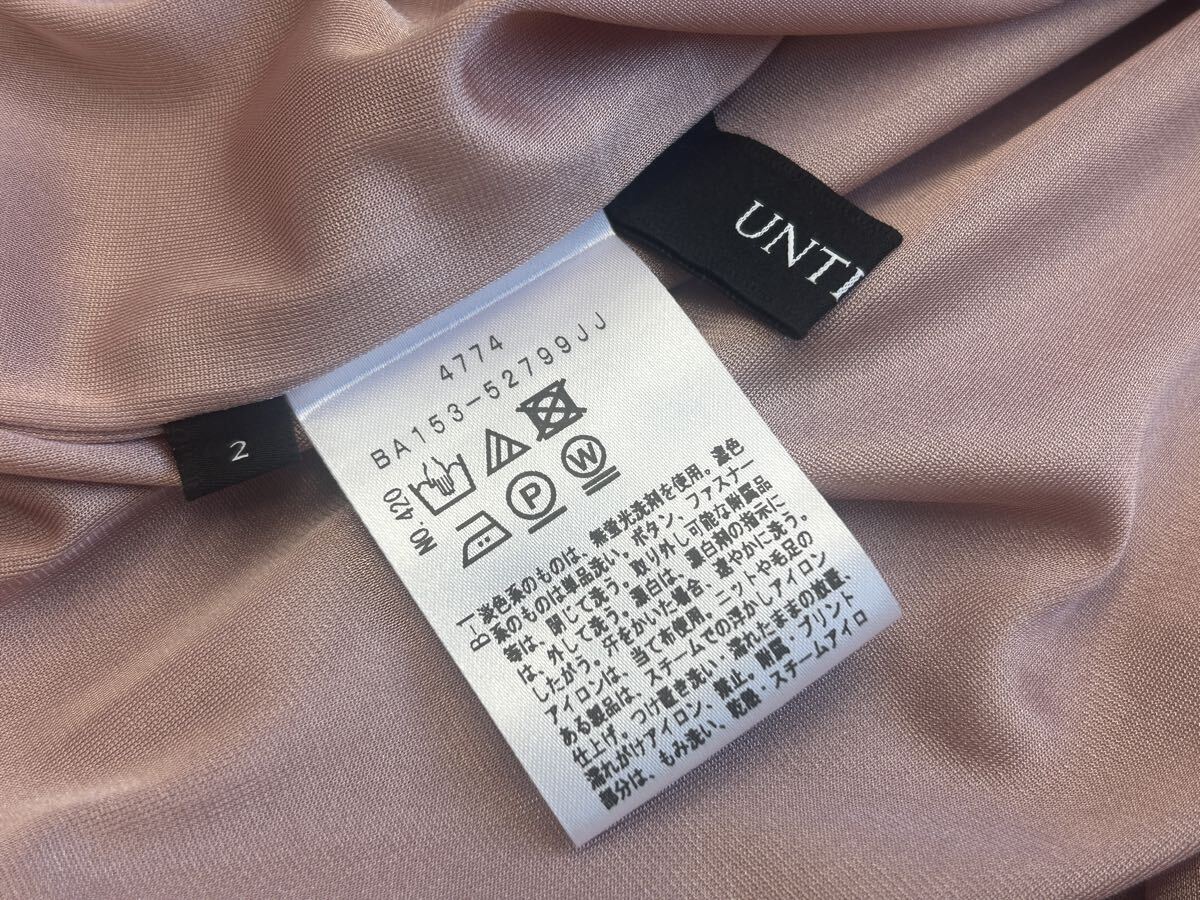 UNTI
2
4774
BA153-52799JJ
NO.420
P
W
B-1
淡色系のものは、無蛍光洗剤を使用。濃色
系のものは単品洗い。ボタン、ファスナー
等は、閉じて洗う。取り外し可能な附属品
は、外して洗う。漂白は、漂白剤の指示に
したがう。汗をかいた場合、速やかに洗う。
アイロンは、当て布使用。ニットや毛足の
ある製品は、スチームでの浮かしアイロン
仕上げ。つけ置き洗い・濡れたままの放置、
濡れがけアイロン、禁止。附属・プリント
部分は、もみ洗い、乾熱・スチームアイロ